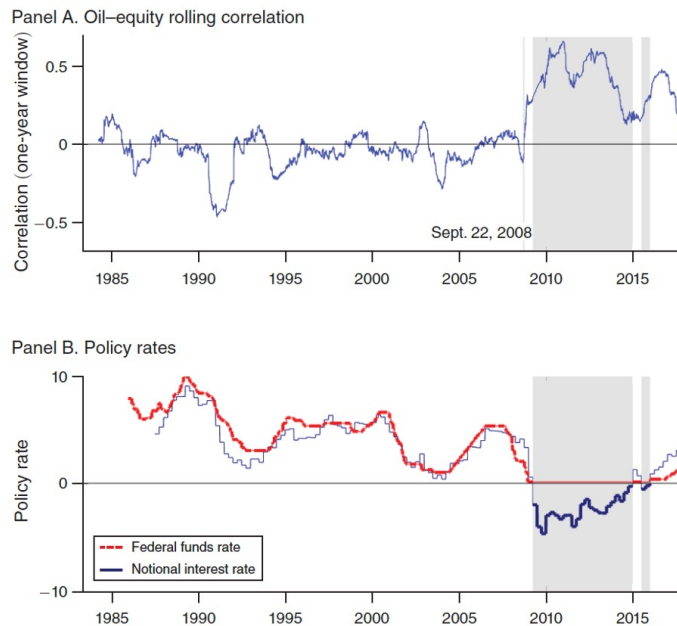 Panel A. Oil–equity rolling correlation
Correlation (one-year window)
0.5
0
−0.5
Sept. 22, 2008
1985 1990 1995 2000 2005 2010 2015
Panel B. Policy rates
Policy rate
10
0
−10
Federal funds rate
Notional interest rate
1985 1990 1995 2000 2005 2010 2015